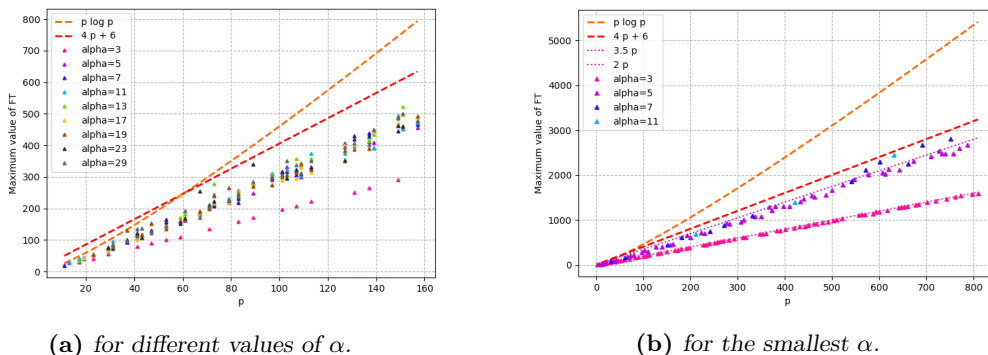 800
700
600
500
400
300
200
100
0
Maximum value of FT
20
40
60
80
100
120
140
160
p
p log p
4 p + 6
alpha=3
alpha=5
alpha=7
alpha=11
alpha=13
alpha=17
alpha=19
alpha=23
alpha=29
(a) for different values of α.
5000
4000
3000
2000
1000
0
Maximum value of FT
0
100
200
300
400
500
600
700
800
p
p log p
4 p + 6
3.5 p
2 p
alpha=3
alpha=5
alpha=7
alpha=11
(b) for the smallest α.